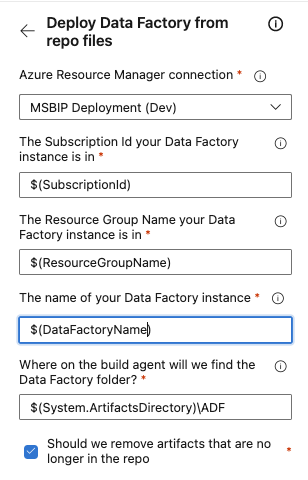 Deploy Data Factory from
repo files
Azure Resource Manager connection *
MSBIP Deployment (Dev)
The Subscription Id your Data Factory
instance is in *
$(SubscriptionId)
The Resource Group Name your Data
Factory instance is in *
$(ResourceGroupName)
The name of your Data Factory instance *
$(DataFactoryName)
Where on the build agent will we find the
Data Factory folder? *
$(System.ArtifactsDirectory)\ADF
Should we remove artifacts that are no
longer in the repo *